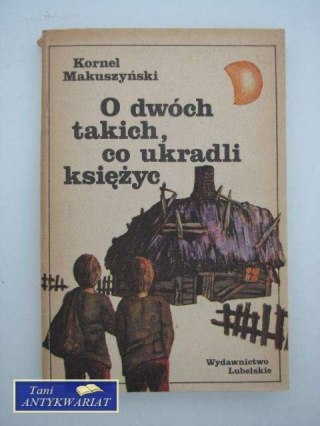 Kornel
Makuszyński
O dwóch
takich,
co ukradli
księżyc
Wydawnictwo
Lubelskie
Tani
ANTYKWARIAT